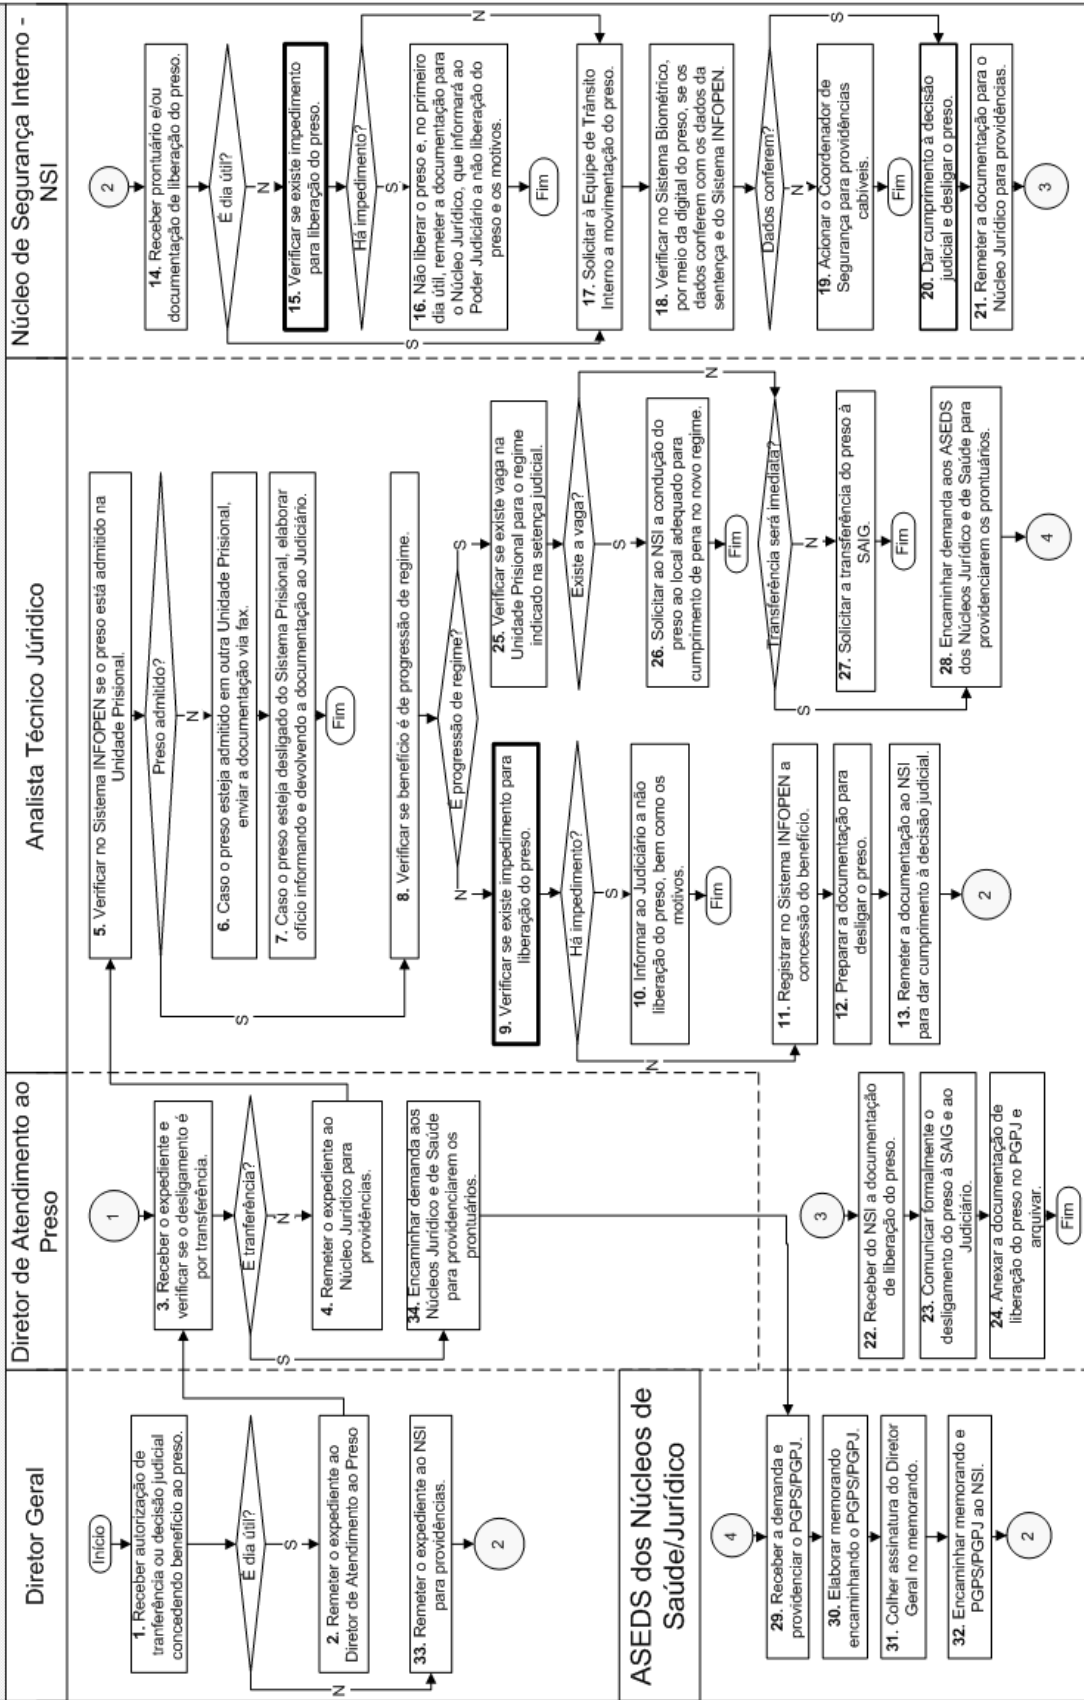 Diretor Geral
Início
1. Receber autorização de
tranferência ou decisão judicial
concedendo benefício ao preso.
É dia útil?
S
2. Remeter o expediente ao
Diretor de Atendimento ao Preso
N
33. Remeter o expediente ao NSI
para providências.
2
Diretor de Atendimento ao
Preso
1
3. Receber o expediente e
verificar se o desligamento é
por transferência.
É tranferência?
N
4. Remeter o expediente ao
Núcleo Jurídico para
providências.
S
34. Encaminhar demanda aos
Núcleos Jurídico e de Saúde
para providenciarem os
prontuários.
Analista Técnico Jurídico
5. Verificar no Sistema INFOPEN se o preso está admitido na
Unidade Prisional.
Preso admitido?
N
6. Caso o preso esteja admitido em outra Unidade Prisional,
enviar a documentação via fax.
7. Caso o preso esteja desligado do Sistema Prisional, elaborar
ofício informando e devolvendo a documentação ao Judiciário.
Fim
S
8. Verificar se benefício é de progressão de regime.
É progressão de regime?
N
S
9. Verificar se existe impedimento para
liberação do preso.
Há impedimento?
S
10. Informar ao Judiciário a não
liberação do preso, bem como os
motivos.
Fim
N
11. Registrar no Sistema INFOPEN a
concessão do benefício.
12. Preparar a documentação para
desligar o preso.
13. Remeter a documentação ao NSI
para dar cumprimento à decisão judicial.
2
25. Verificar se existe vaga na
Unidade Prisional para o regime
indicado na setença judicial.
Existe a vaga?
N
S
26. Solicitar ao NSI a condução do
preso ao local adequado para
cumprimento de pena no novo regime.
Fim
Transferência será imediata?
N
27. Solicitar a transferência do preso à
SAIG.
Fim
S
28. Encaminhar demanda aos ASEDS
dos Núcleos Jurídico e de Saúde para
providenciarem os prontuários.
4
Núcleo de Segurança Interno -
NSI
2
14. Receber prontuário e/ou
documentação de liberação do preso.
É dia útil?
N
S
15. Verificar se existe impedimento
para liberação do preso.
Há impedimento?
N
S
16. Não liberar o preso e, no primeiro
dia útil, remeter a documentação para
o Núcleo Jurídico, que informará ao
Poder Judiciário a não liberação do
preso e os motivos.
Fim
17. Solicitar à Equipe de Trânsito
Interno a movimentação do preso.
18. Verificar no Sistema Biométrico,
por meio da digital do preso, se os
dados conferem com os dados da
sentença e do Sistema INFOPEN.
Dados conferem?
S
N
19. Acionar o Coordenador de
Segurança para providências
cabíveis.
Fim
20. Dar cumprimento à decisão
judicial e desligar o preso.
21. Remeter a documentação para o
Núcleo Jurídico para providências.
3
ASEDS dos Núcleos de
Saúde/Jurídico
4
29. Receber a demanda e
providenciar o PGPS/PGPJ.
30. Elaborar memorando
encaminhando o PGPS/PGPJ.
31. Colher assinatura do Diretor
Geral no memorando.
32. Encaminhar memorando e
PGPS/PGPJ ao NSI.
2
3
22. Receber do NSI a documentação
de liberação do preso.
23. Comunicar formalmente o
desligamento do preso à SAIG e ao
Judiciário.
24. Anexar a documentação de
liberação do preso no PGPJ e
arquivar.
Fim